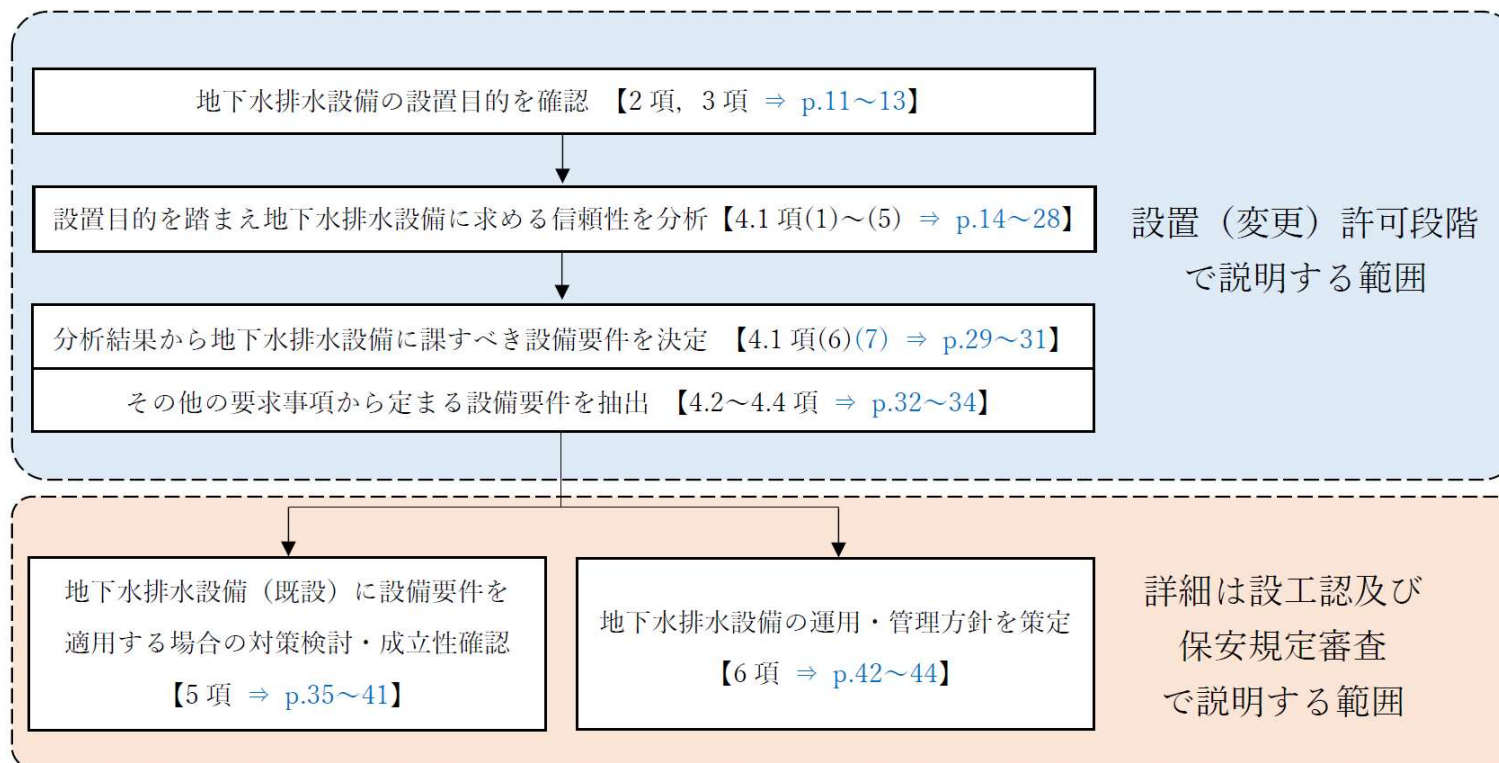 地下水排水設備の設置目的を確認 【2 項，3 項 ⇒ p.11～13】
設置目的を踏まえ地下水排水設備に求める信頼性を分析【4.1 項(1)～(5) ⇒ p.14～28】
分析結果から地下水排水設備に課すべき設備要件を決定 【4.1 項(6)(7) ⇒ p.29～31】
その他の要求事項から定まる設備要件を抽出 【4.2～4.4 項 ⇒ p.32～34】
設置（変更）許可段階
で説明する範囲
地下水排水設備（既設）に設備要件を
適用する場合の対策検討・成立性確認
【5 項 ⇒ p.35～41】
地下水排水設備の運用・管理方針を策定
【6 項 ⇒ p.42～44】
詳細は設工認及び
保安規定審査
で説明する範囲